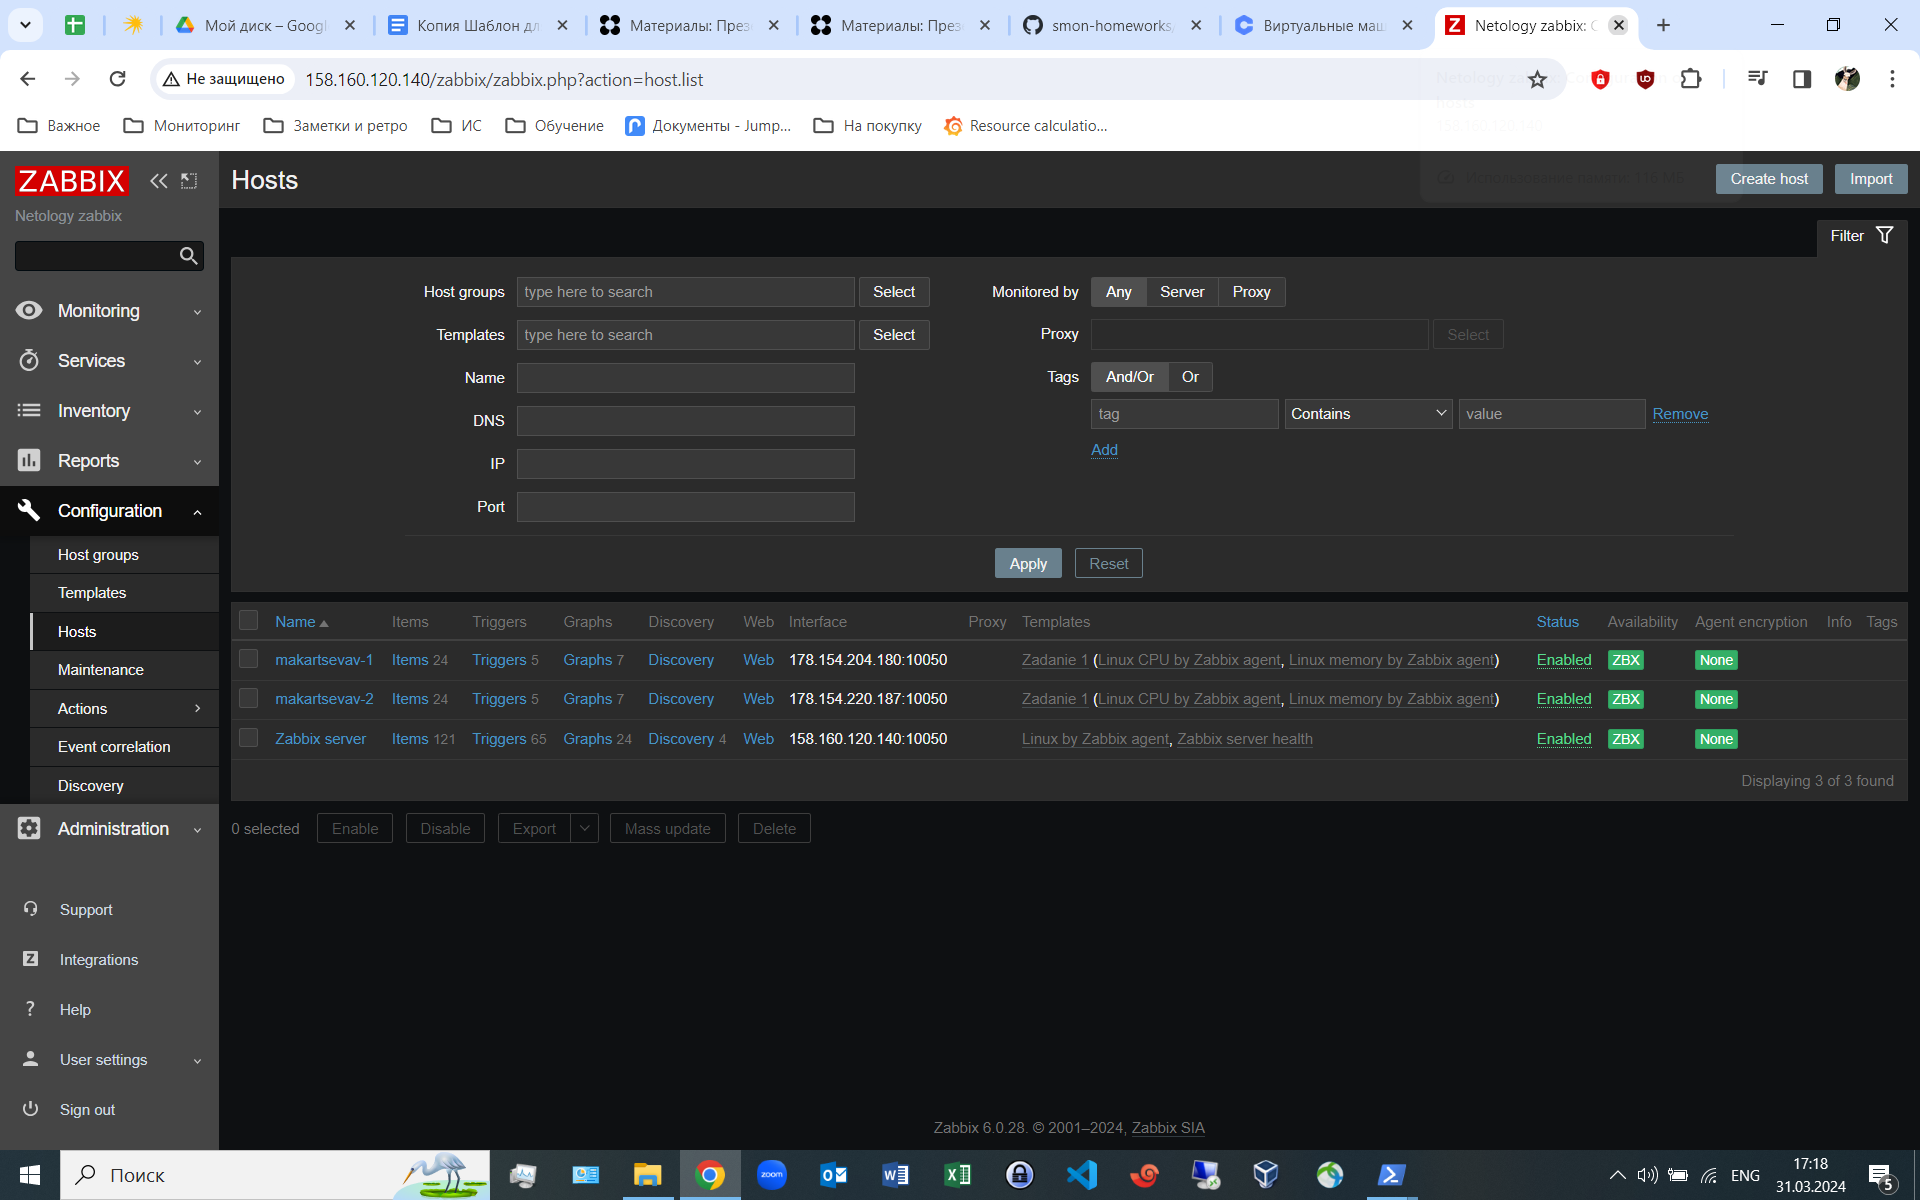 Мой диск – Googl
Копия Шаблон дл
Материалы: През
Материалы: През
smon-homeworks,
Виртуальные маш
Netology zabbix: C
Не защищено
158.160.120.140/zabbix/zabbix.php?action=host.list
Важное
Мониторинг
Заметки и ретро
ИС
Обучение
Документы - Jump...
На покупку
Resource calculatio...
ZABBIX
Netology zabbix
Hosts
Create host
Import
Filter
Monitoring
Services
Inventory
Reports
Configuration
Host groups
Templates
Hosts
Maintenance
Actions
Event correlation
Discovery
Administration
Support
Integrations
Help
User settings
Sign out
Host groups type here to search Select
Templates type here to search Select
Name
DNS
IP
Port
Monitored by Any Server Proxy
Proxy Select
Tags And/Or Or
tag Contains value Remove
Add
Apply Reset
Name Items Triggers Graphs Discovery Web Interface Proxy Templates Status Availability Agent encryption Info Tags
makartsevav-1 Items 24 Triggers 5 Graphs 7 Discovery Web 178.154.204.180:10050 Zadanie 1 (Linux CPU by Zabbix agent, Linux memory by Zabbix agent) Enabled ZBX None
makartsevav-2 Items 24 Triggers 5 Graphs 7 Discovery Web 178.154.220.187:10050 Zadanie 1 (Linux CPU by Zabbix agent, Linux memory by Zabbix agent) Enabled ZBX None
Zabbix server Items 121 Triggers 65 Graphs 24 Discovery 4 Web 158.160.120.140:10050 Linux by Zabbix agent, Zabbix server health Enabled ZBX None
Displaying 3 of 3 found
0 selected Enable Disable Export Mass update Delete
Zabbix 6.0.28. © 2001–2024, Zabbix SIA
Поиск
zoom
ENG
17:18
31.03.2024
5